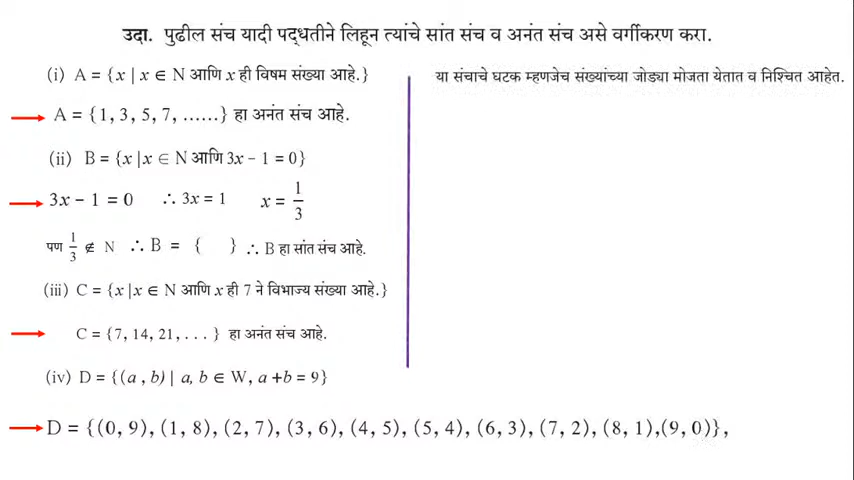 उदा. पुढील संच यादी पद्धतीने लिहून त्यांचे सांत संच व अनंत संच असे वर्गीकरण करा.
(i) A = {x | x ∈ N आणि x ही विषम संख्या आहे.}
A = {1, 3, 5, 7, ......} हा अनंत संच आहे.
(ii) B = {x | x ∈ N आणि 3x - 1 = 0}
3x - 1 = 0 ∴ 3x = 1 x = 1/3
पण 1/3 ∉ N ∴ B = { } ∴ B हा सांत संच आहे.
(iii) C = {x | x ∈ N आणि x ही 7 ने विभाज्य संख्या आहे.}
C = {7, 14, 21, . . . } हा अनंत संच आहे.
(iv) D = {(a , b) | a, b ∈ W, a +b = 9}
D = {(0, 9), (1, 8), (2, 7), (3, 6), (4, 5), (5, 4), (6, 3), (7, 2), (8, 1),(9, 0)},
या संचाचे घटक म्हणजेच संख्यांच्या जोड्या मोजता येतात व निश्चित आहेत.